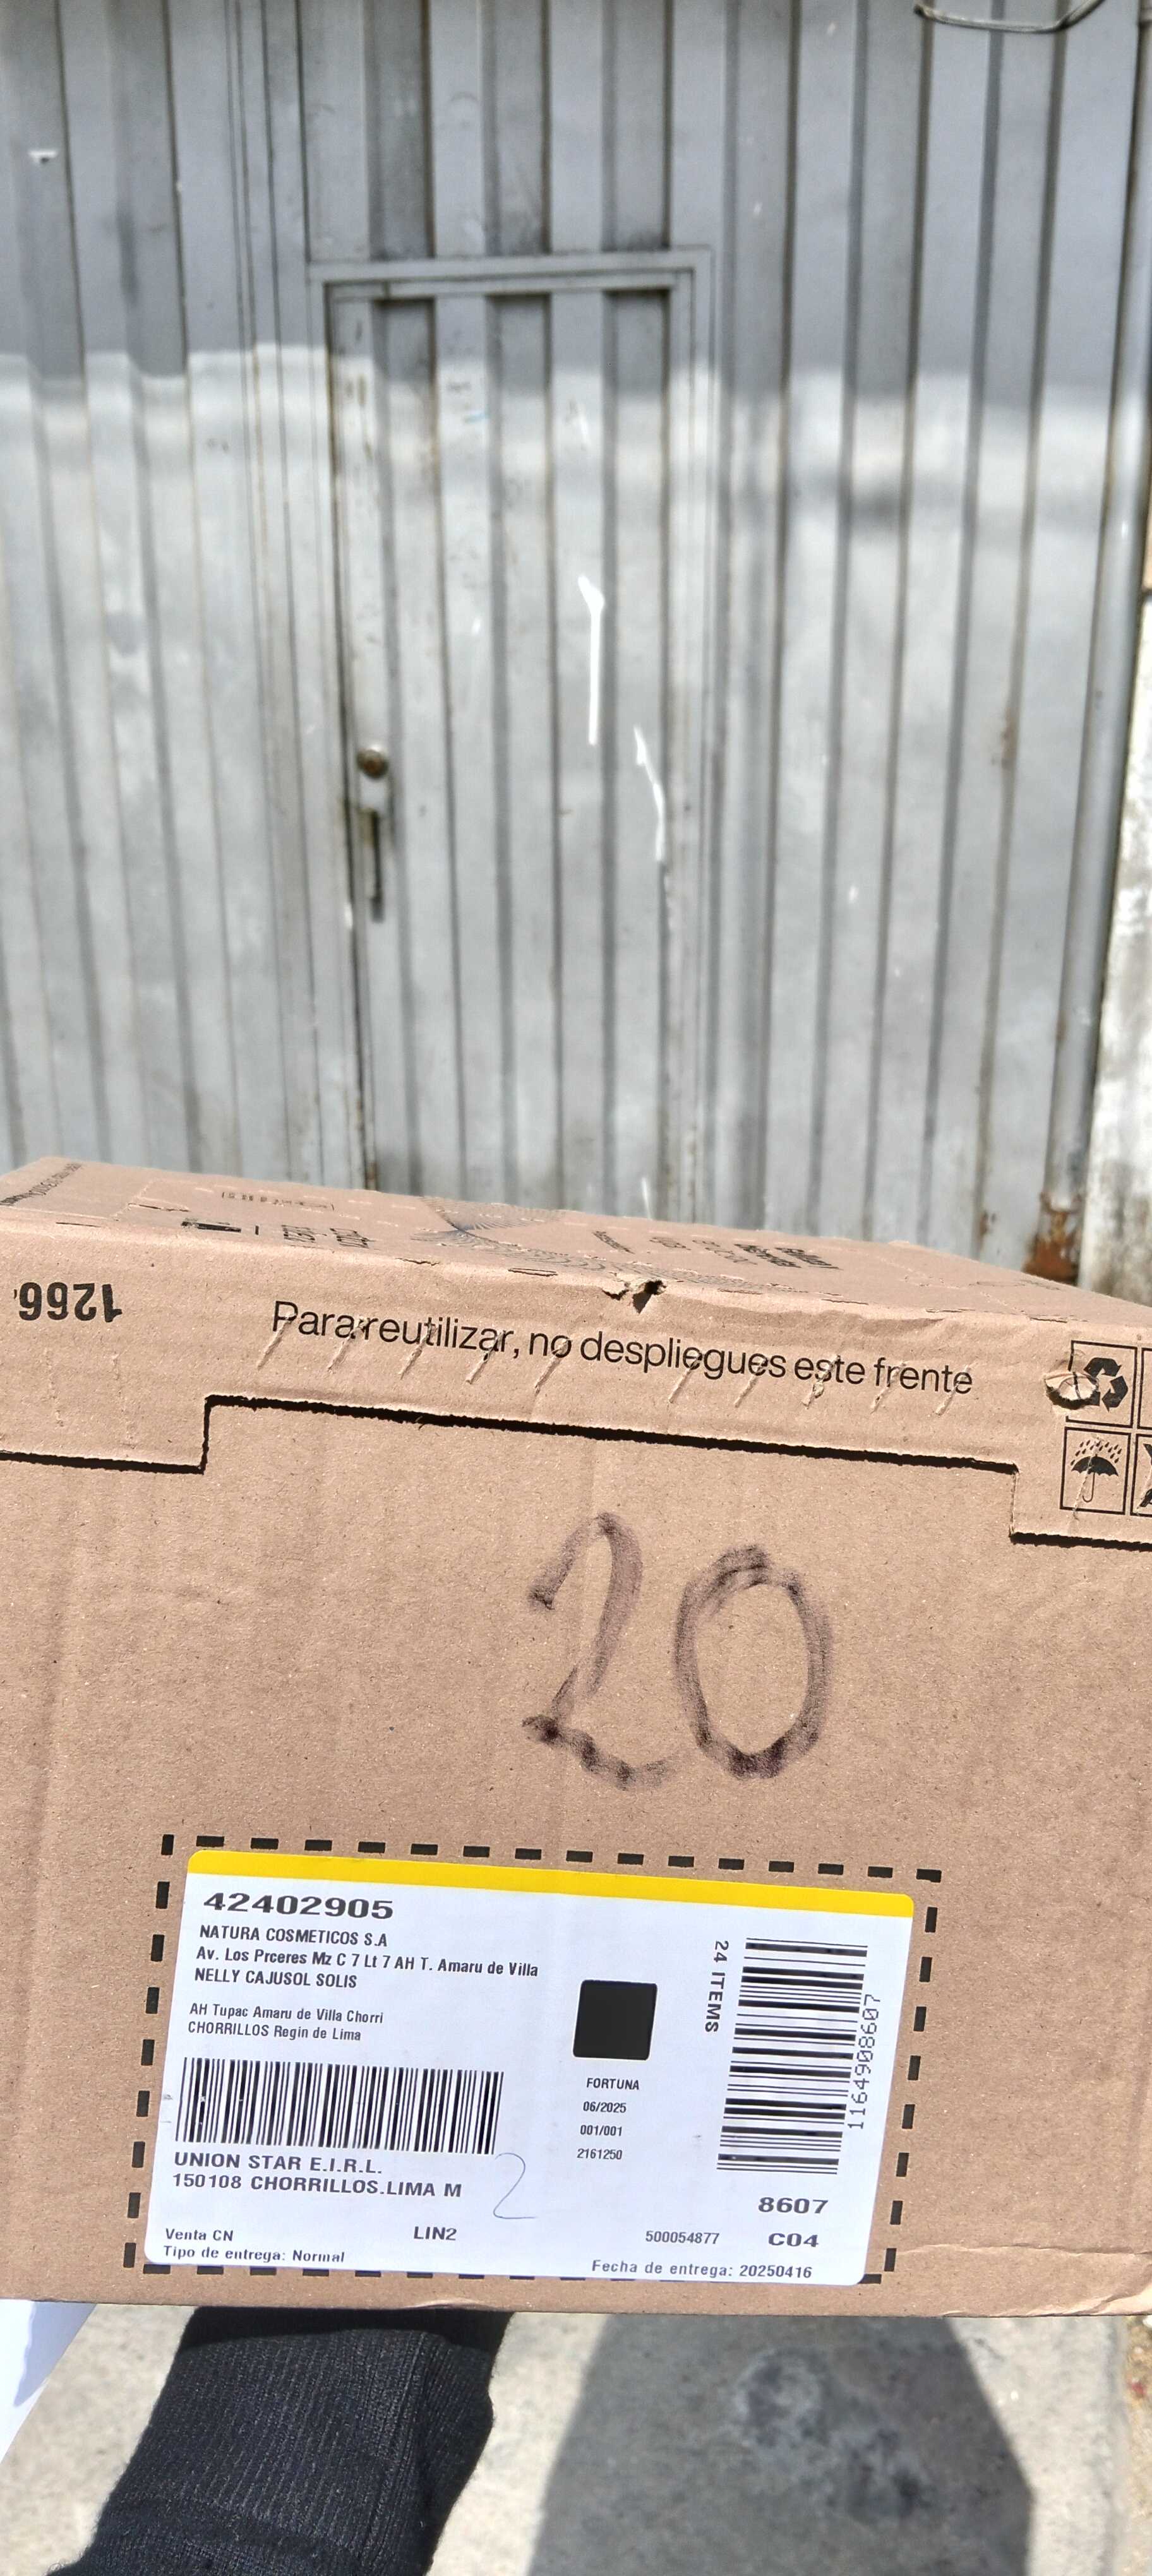 1266
Para reutilizar, no despliegues este frente
20
42402905
NATURA COSMETICOS S.A
Av. Los Prceres Mz C 7 Lt 7 AH T. Amaru de Villa
NELLY CAJUSOL SOLIS
AH Tupac Amaru de Villa Chorri
CHORRILLOS Regin de Lima
24 ITEMS
1164908607
FORTUNA
06/2025
001/001
2161250
UNION STAR E.I.R.L.
150108 CHORRILLOS.LIMA M
2
8607
Venta CN
LIN2
500054877
C04
Tipo de entrega: Normal
Fecha de entrega: 20250416